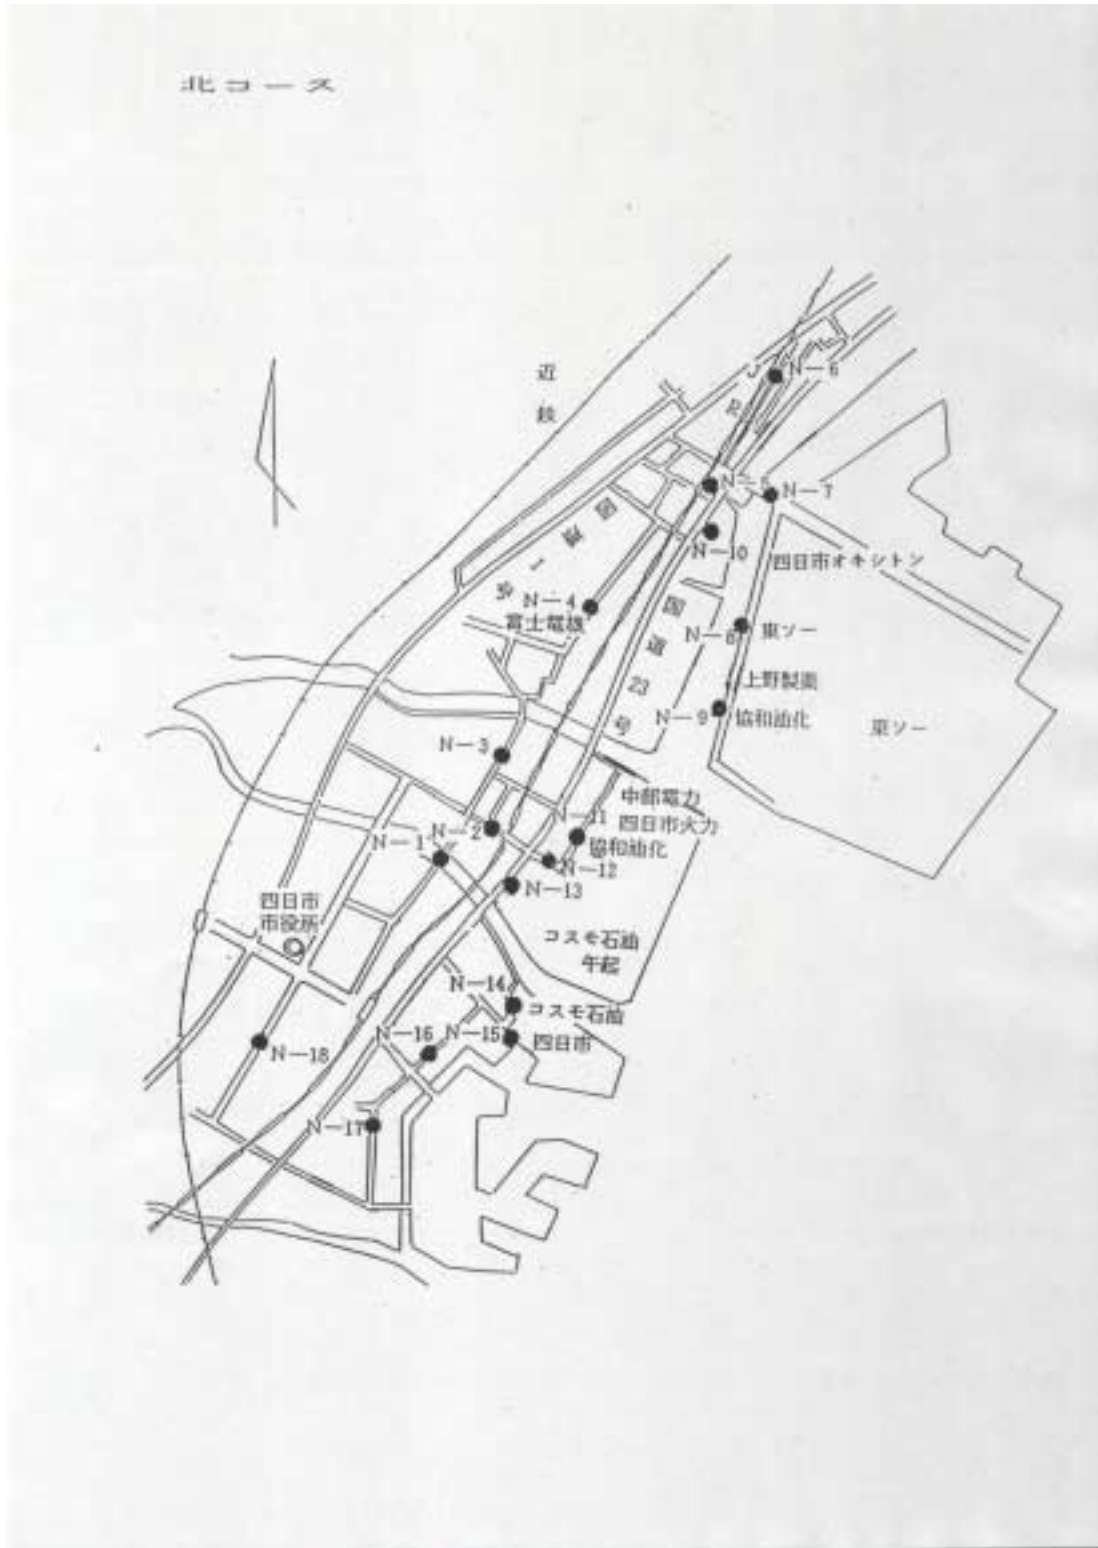 北コース
近
鉄
J
R
N-6
N-5
N-7
国
道
1
号
N-10
四日市オキシトン
N-4
富士電機
国
道
23
号
N-8
東ソー
上野製薬
N-9
協和油化
東ソー
N-3
中部電力
四日市火力
N-11
協和油化
N-2
N-1
N-12
N-13
四日市
市役所
コスモ石油
午起
N-14
コスモ石油
四日市
N-15
N-16
N-18
N-17